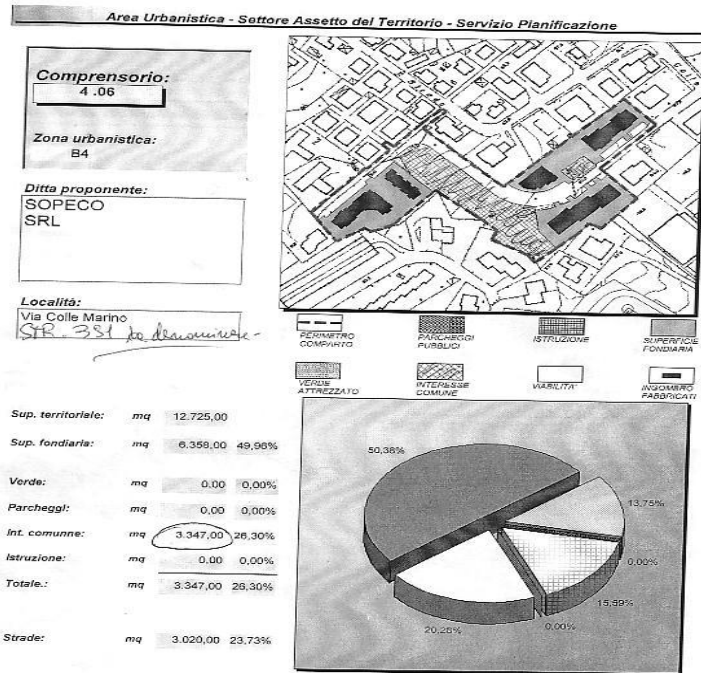 Area Urbanistica - Settore Assetto del Territorio - Servizio Pianificazione
Comprensorio:
4 .06
Zona urbanistica:
B4
Ditta proponente:
SOPECO
SRL
Località:
Via Colle Marino
STR. 381 da denominare
PERIMETRO COMPARTO
PARCHEGGI PUBBLICI
ISTRUZIONE
SUPERFICIE FONDIARIA
VERDE ATTREZZATO
INTERESSE COMUNE
VIABILITA'
INGOMBRO FABBRICATI
Sup. territoriale: mq 12.725,00
Sup. fondiaria: mq 6.358,00 49,96%
Verde: mq 0,00 0,00%
Parcheggi: mq 0,00 0,00%
Int. comunne: mq 3.347,00 26,30%
Istruzione: mq 0,00 0,00%
Totale.: mq 3.347,00 26,30%
Strade: mq 3.020,00 23,73%
50,38%
13,75%
0,00%
15,59%
0,00%
20,28%